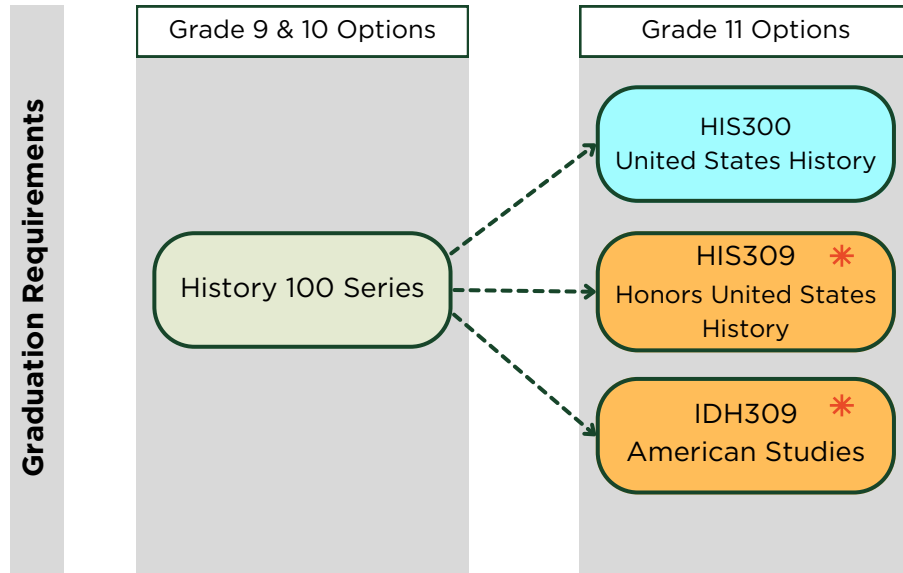 Graduation Requirements
Grade 9 & 10 Options
History 100 Series
Grade 11 Options
HIS300
United States History
HIS309
Honors United States
History
IDH309
American Studies